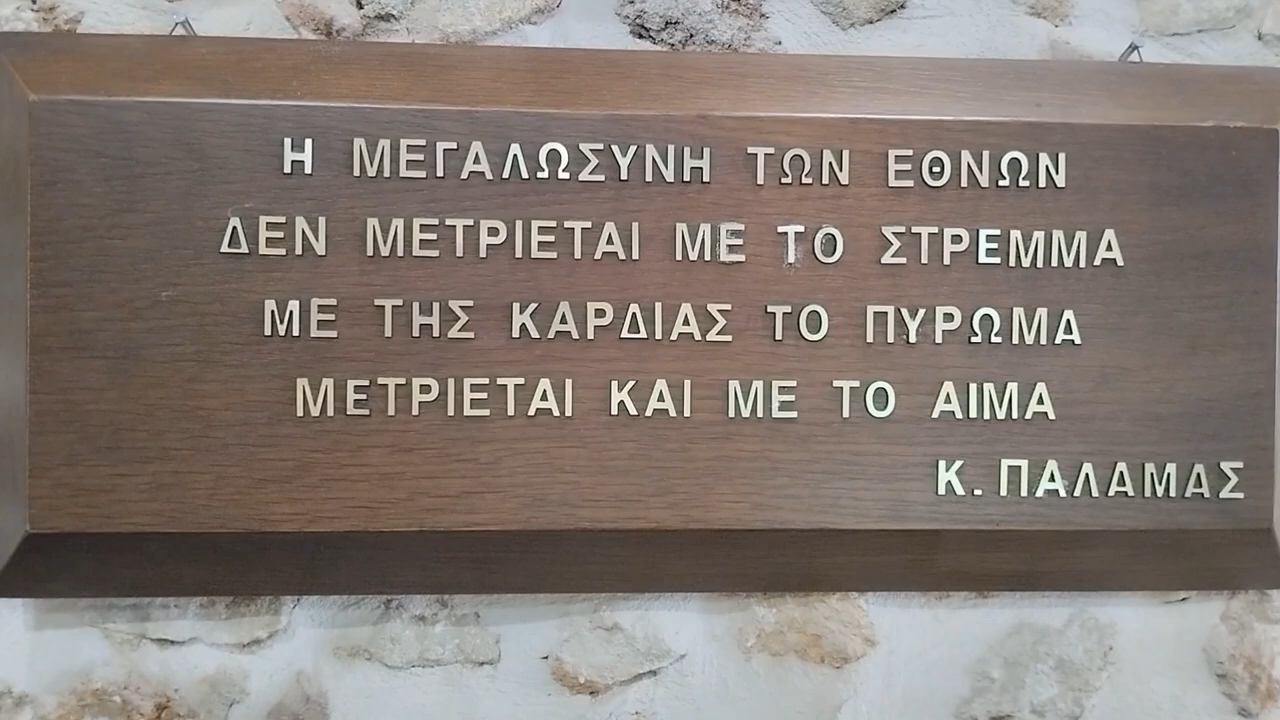 Η ΜΕΓΑΛΩΣΥΝΗ ΤΩΝ ΕΘΝΩΝ
ΔΕΝ ΜΕΤΡΙΕΤΑΙ ΜΕ ΤΟ ΣΤΡΕΜΜΑ
ΜΕ ΤΗΣ ΚΑΡΔΙΑΣ ΤΟ ΠΥΡΩΜΑ
ΜΕΤΡΙΕΤΑΙ ΚΑΙ ΜΕ ΤΟ ΑΙΜΑ
Κ. ΠΑΛΑΜΑΣ